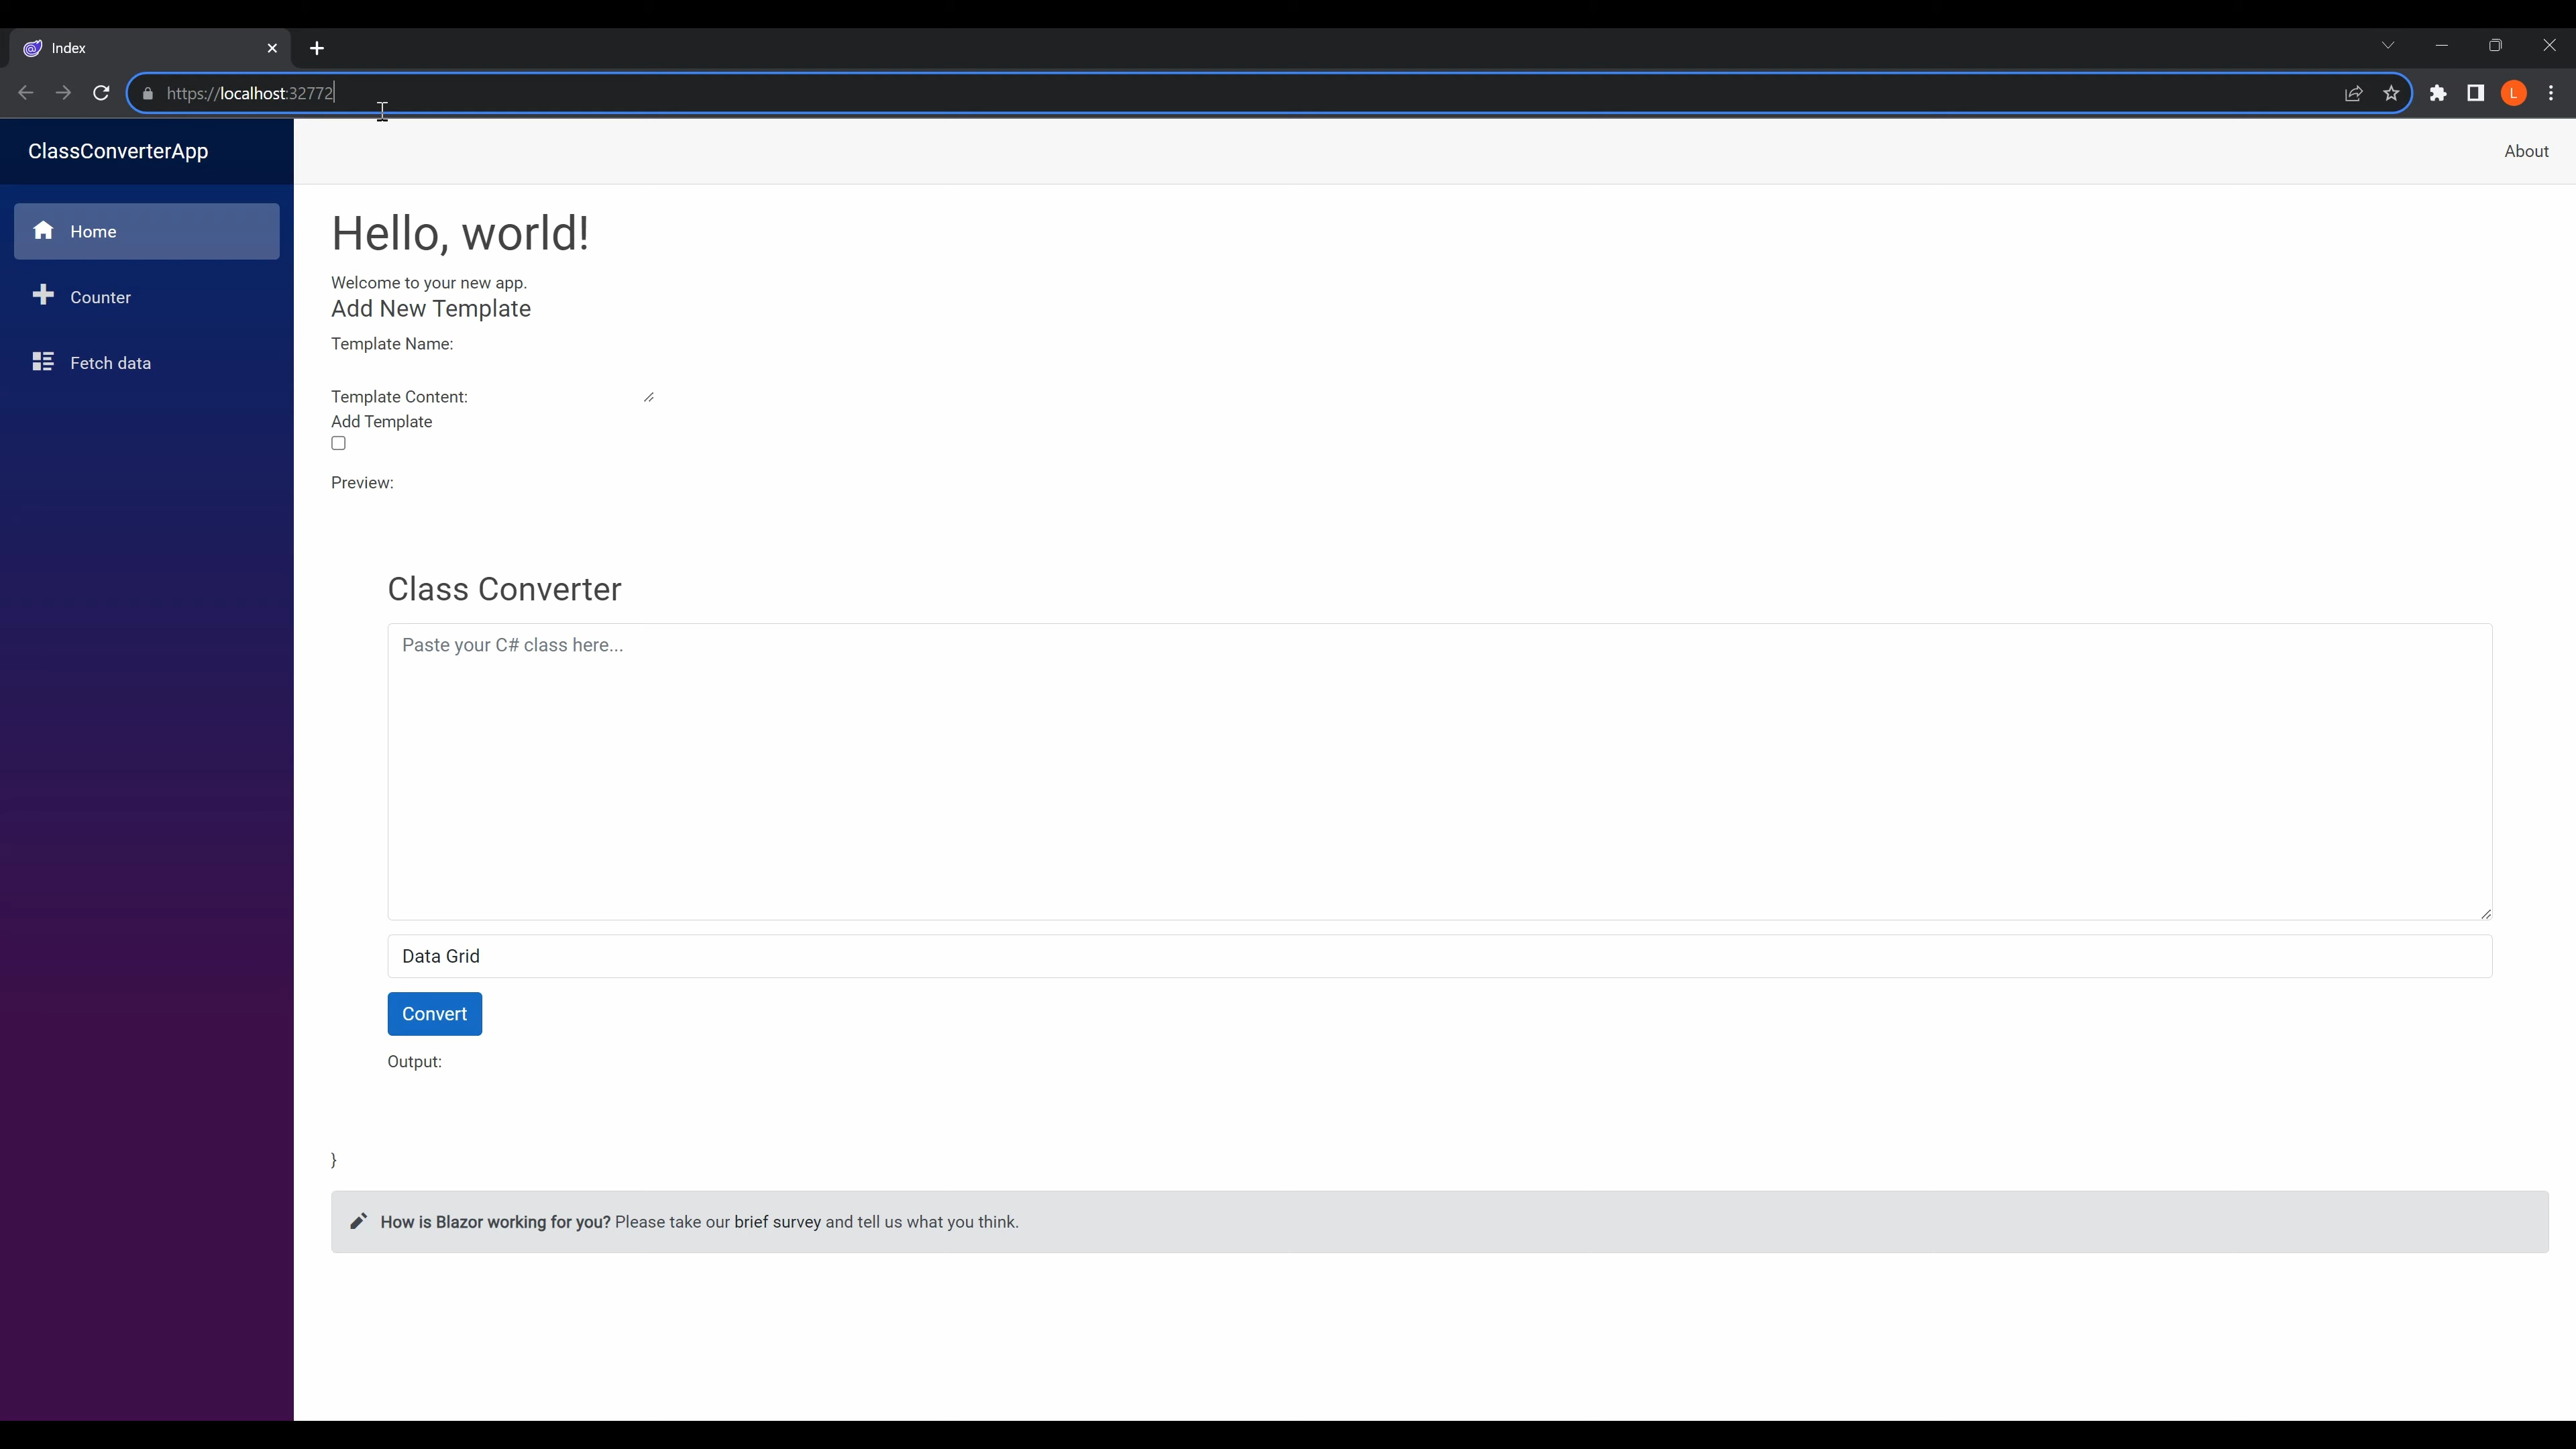 Index
https://localhost:32772
L
ClassConverterApp
About
Home
Counter
Fetch data
Hello, world!
Welcome to your new app.
Add New Template
Template Name:
Template Content:
Add Template
Preview:
Class Converter
Paste your C# class here...
Data Grid
Convert
Output:
}
How is Blazor working for you? Please take our brief survey and tell us what you think.